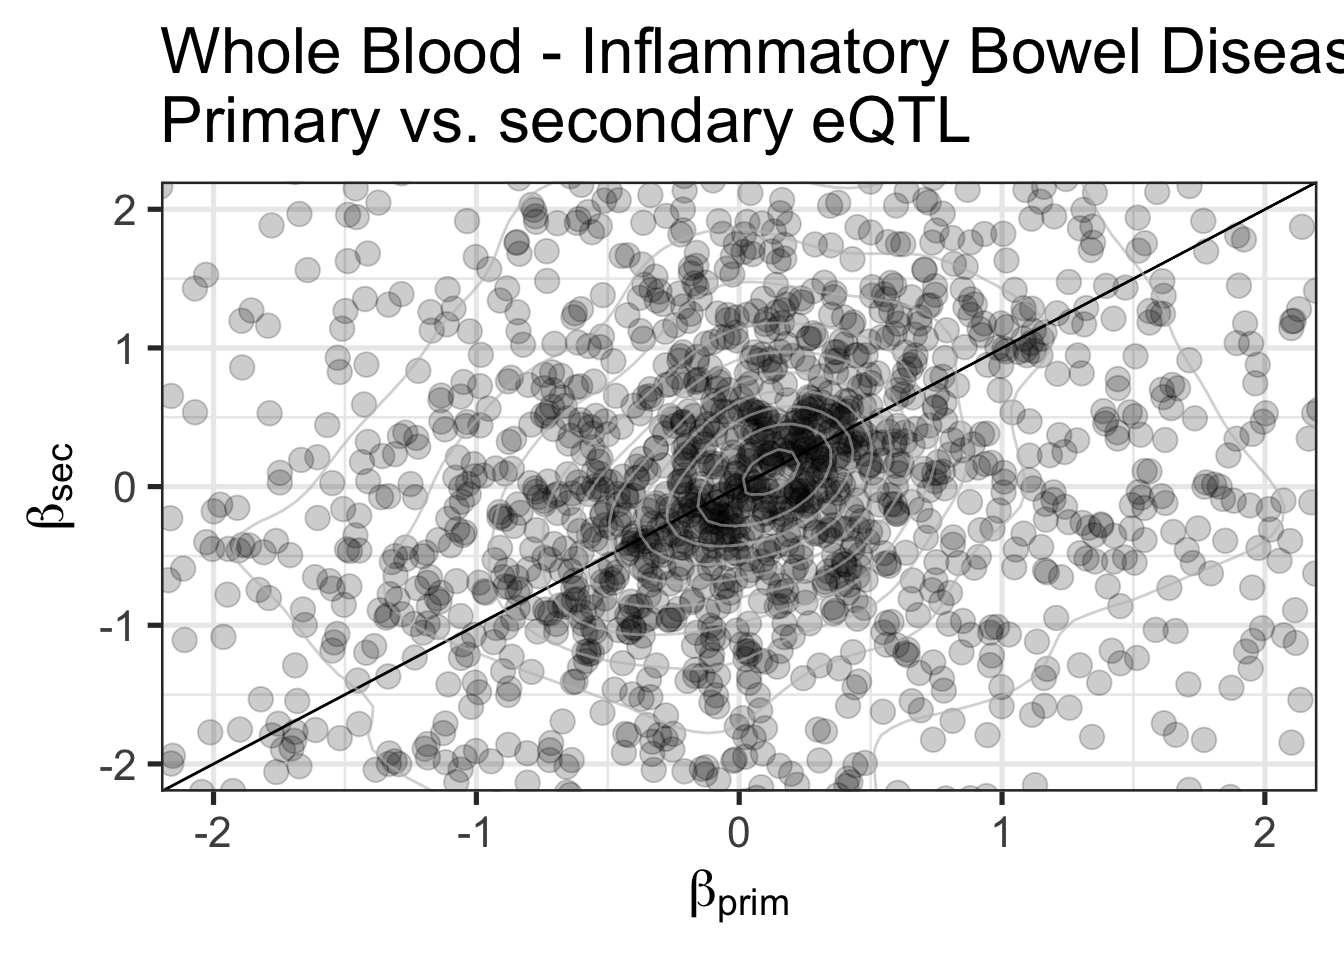 Whole Blood - Inflammatory Bowel Diseas
Primary vs. secondary eQTL
2
1
0
-1
-2
βsec
-2 -1 0 1 2
βprim